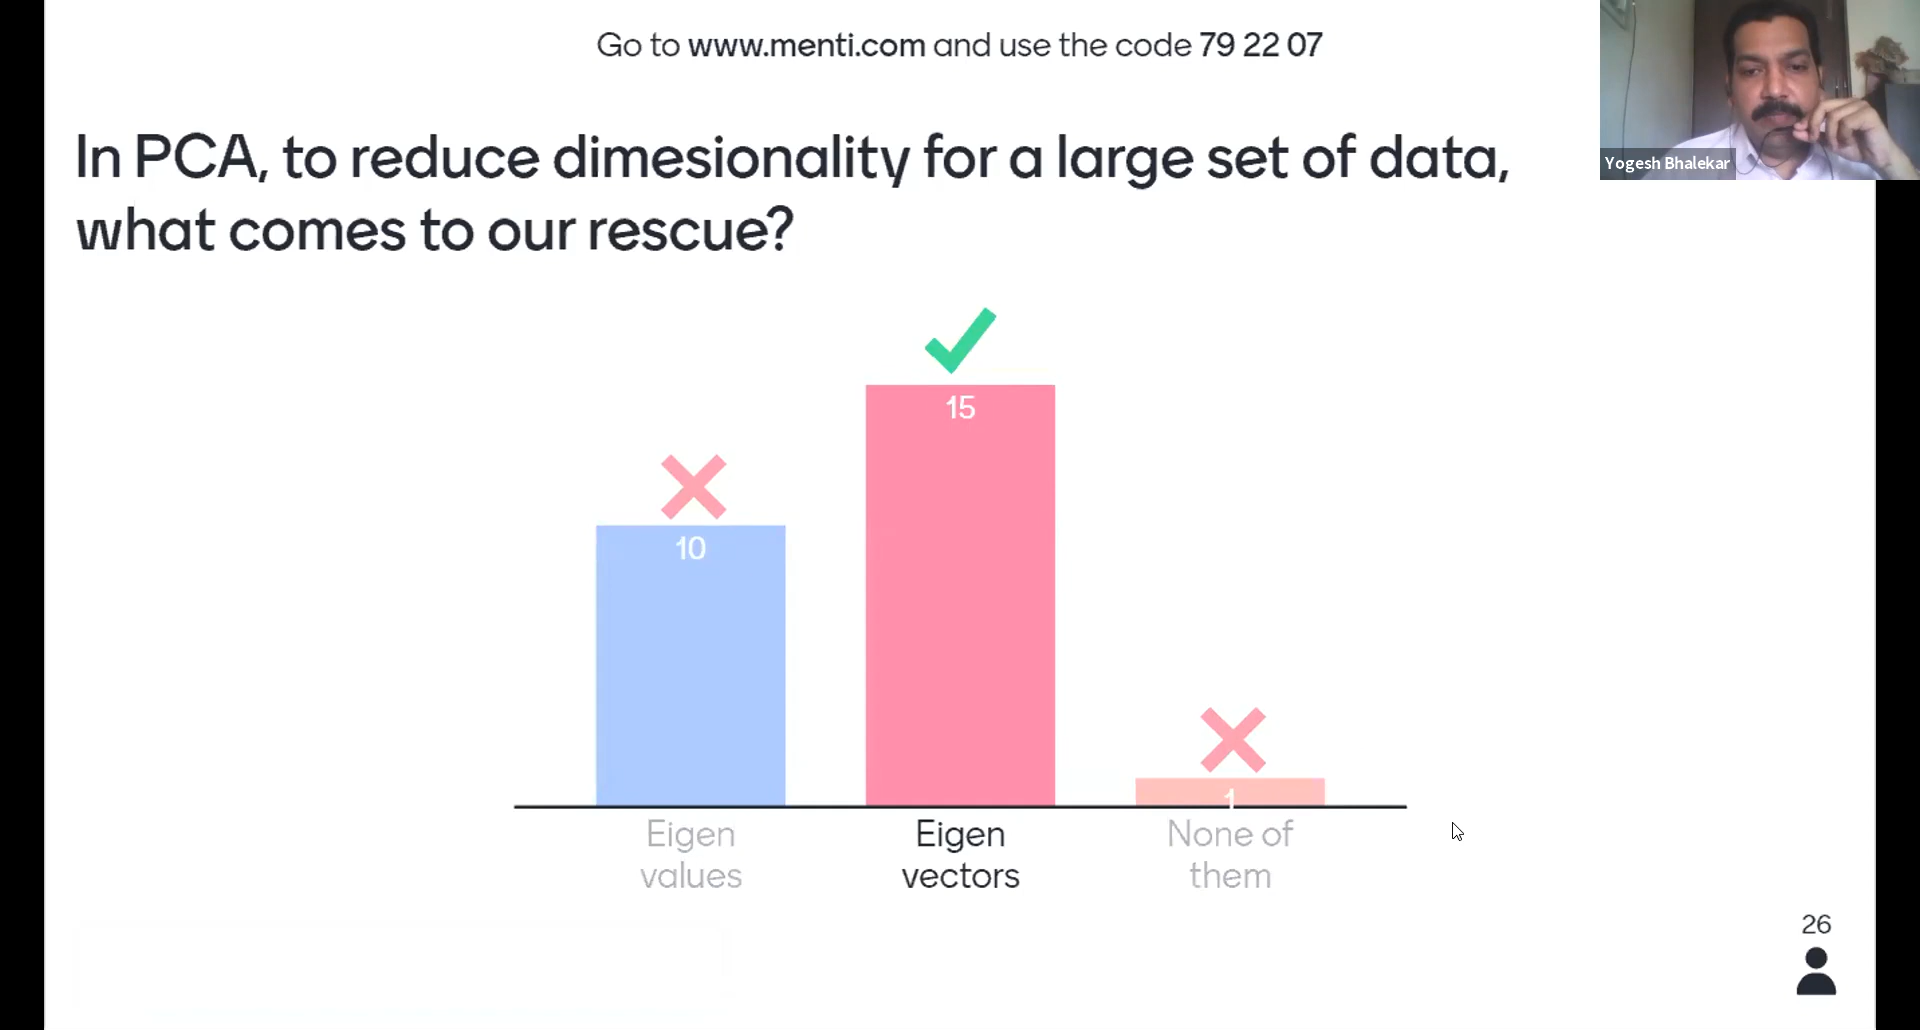 Go to www.menti.com and use the code 79 22 07
Yogesh Bhalekar
In PCA, to reduce dimesionality for a large set of data,
what comes to our rescue?
15
10
1
Eigen
values
Eigen
vectors
None of
them
26